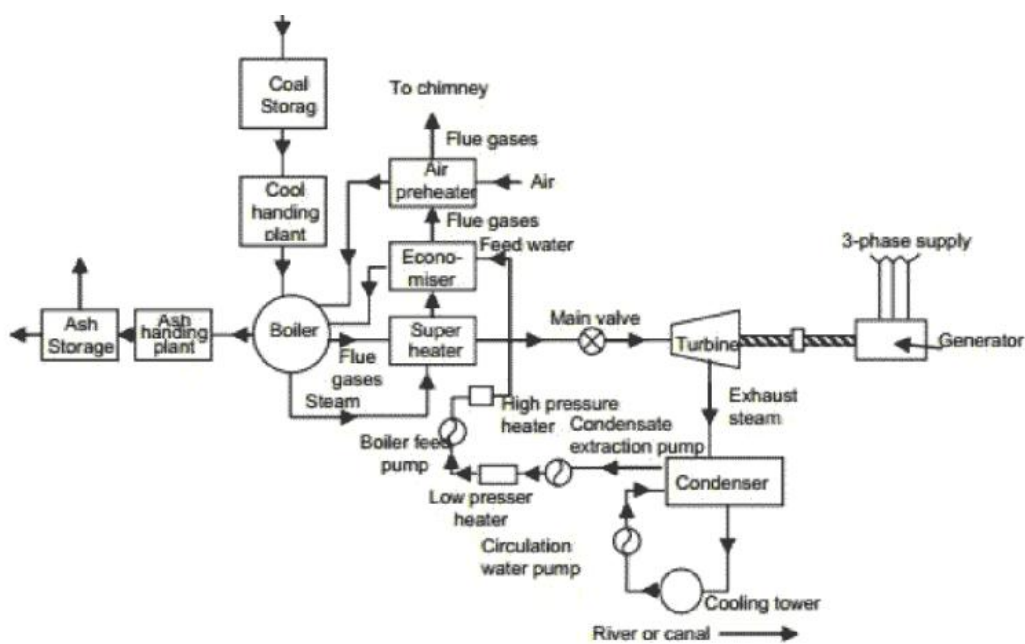 Coal
Storag
To chimney
Flue gases
Cool
handing
plant
Air
preheater
Air
Flue gases
Feed water
Econo-
miser
3-phase supply
Ash
Storage
Ash
handing
plant
Boiler
Super
heater
Main valve
Turbine
Generator
Flue
gases
Steam
High pressure
heater
Exhaust
steam
Boiler feed
pump
Condensate
extraction pump
Low presser
heater
Condenser
Circulation
water pump
Cooling tower
River or canal